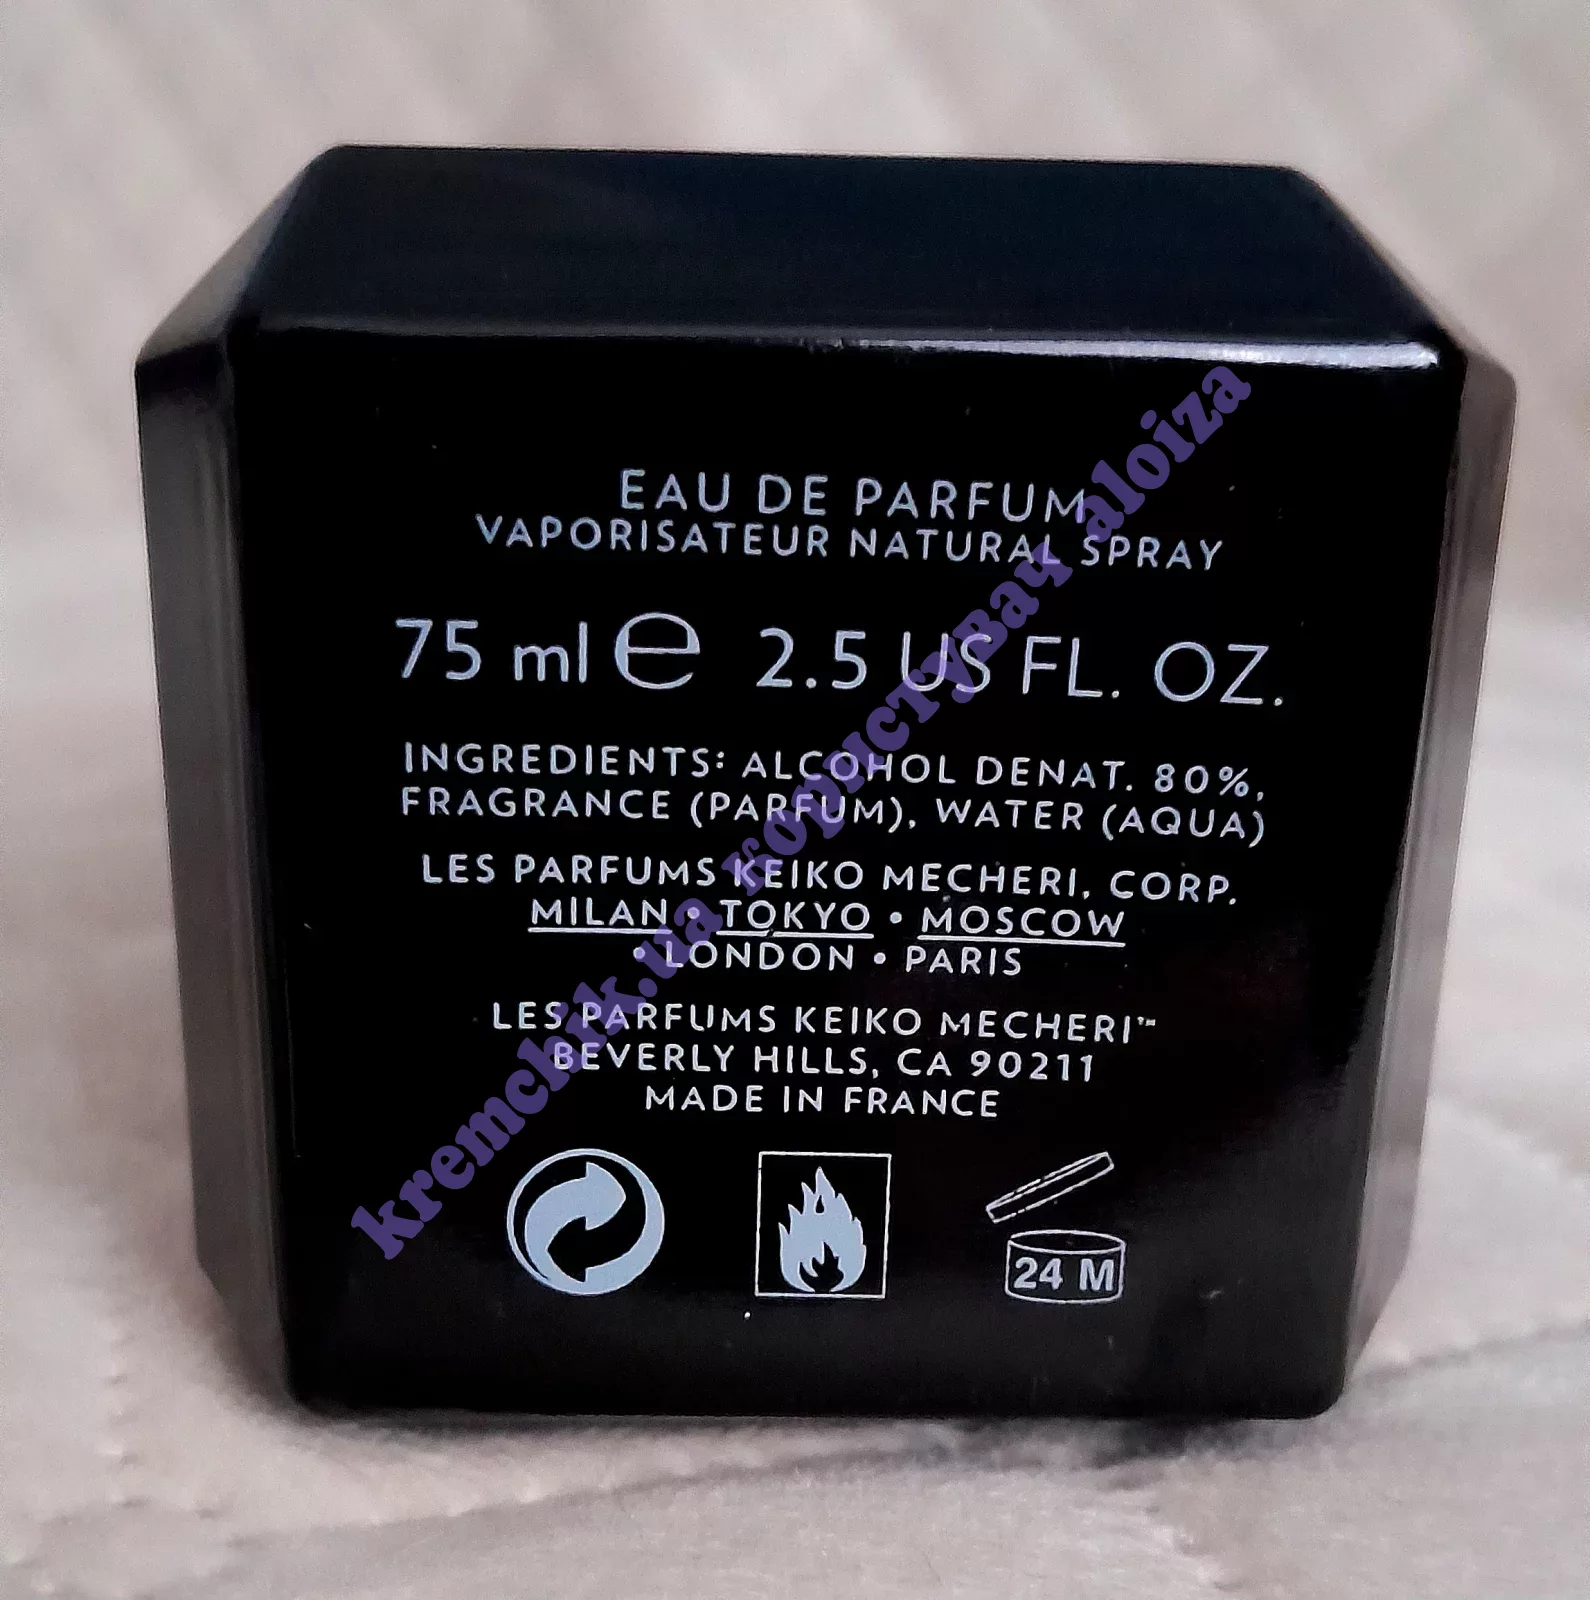 EAU DE PARFUM
VAPORISATEUR NATURAL SPRAY
75 ml e 2.5 US FL. OZ.
INGREDIENTS: ALCOHOL DENAT. 80%,
FRAGRANCE (PARFUM), WATER (AQUA)
LES PARFUMS KEIKO MECHERI, CORP.
MILAN • TOKYO • MOSCOW
• LONDON • PARIS
LES PARFUMS KEIKO MECHERI™
BEVERLY HILLS, CA 90211
MADE IN FRANCE
24 M
kremchik.ua користувач aloiza